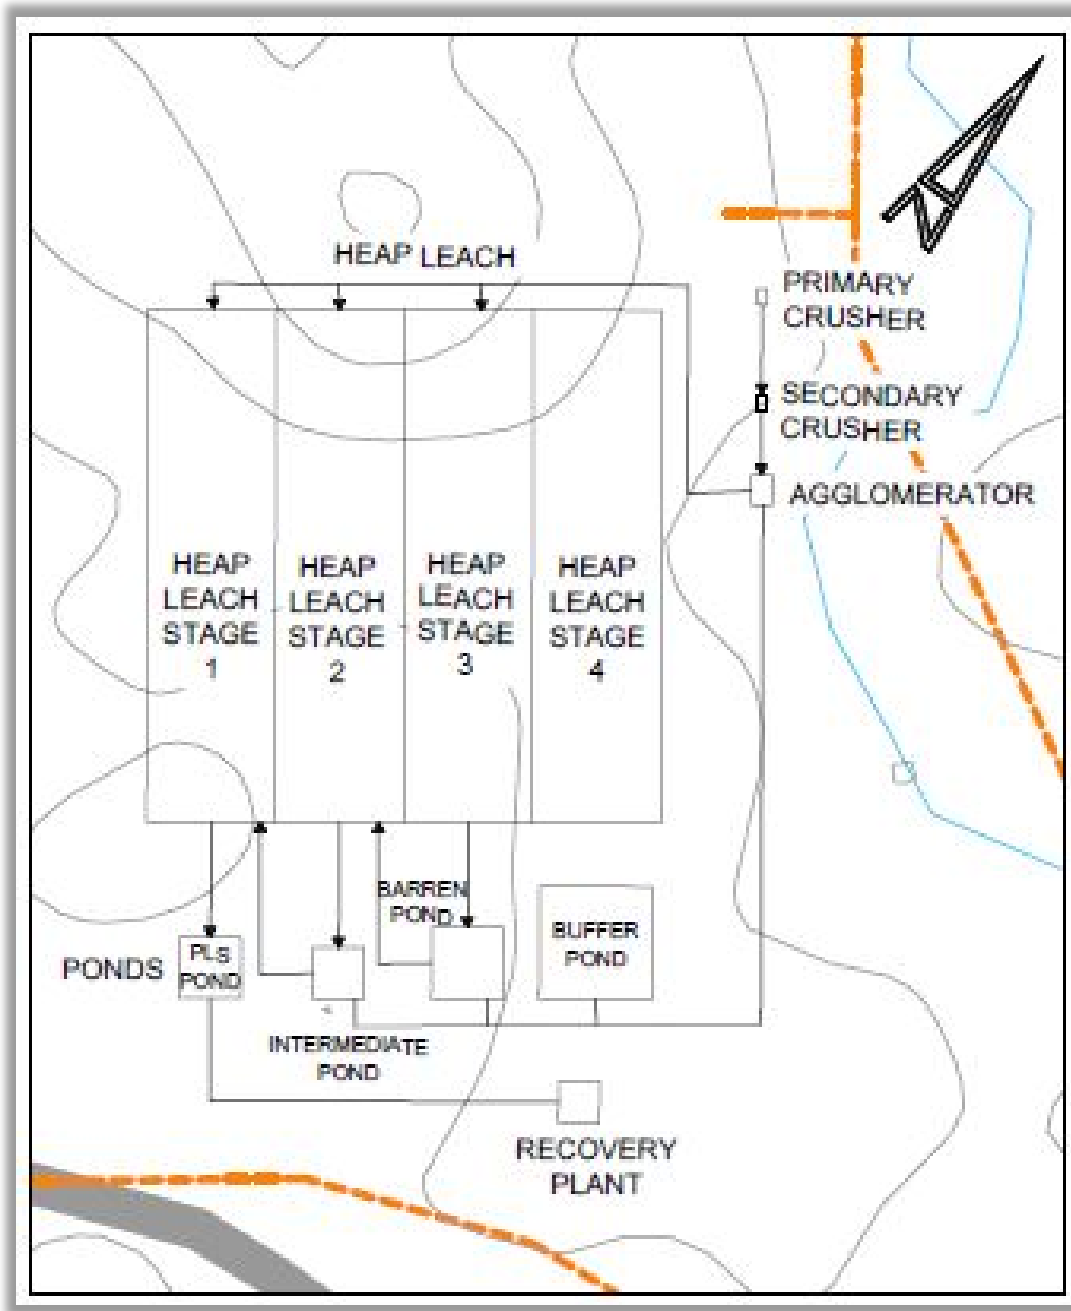 HEAP LEACH
PRIMARY
CRUSHER
SECONDARY
CRUSHER
AGGLOMERATOR
HEAP
LEACH
STAGE
1
HEAP
LEACH
STAGE
2
HEAP
LEACH
STAGE
3
HEAP
LEACH
STAGE
4
BARREN
POND
BUFFER
POND
PONDS
PLS
POND
INTERMEDIATE
POND
RECOVERY
PLANT